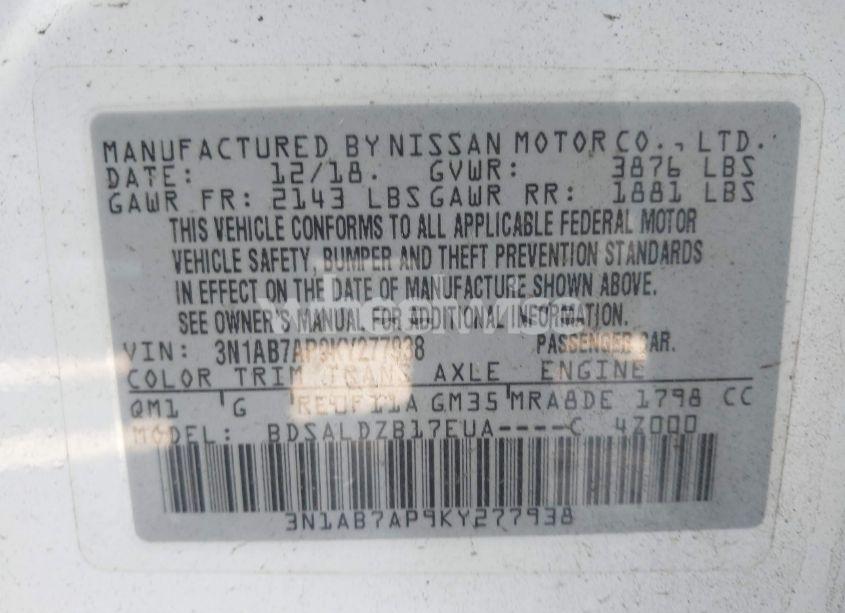 MANUFACTURED BY NISSAN MOTOR CO., LTD.
DATE: 12/18. GVWR: 3876 LBS
GAWR FR: 2143 LBS GAWR RR: 1881 LBS
THIS VEHICLE CONFORMS TO ALL APPLICABLE FEDERAL MOTOR
VEHICLE SAFETY, BUMPER AND THEFT PREVENTION STANDARDS
IN EFFECT ON THE DATE OF MANUFACTURE SHOWN ABOVE.
SEE OWNER'S MANUAL FOR ADDITIONAL INFORMATION.
VIN: 3N1AB7AP9KY277938 PASSENGER CAR.
COLOR TRIM TRANS AXLE ENGINE
QM1 G RE0F11A GM35 MRA8DE 1798 CC
MODEL: BDSALDZB17EUA----C 4Z000
3N1AB7AP9KY277938